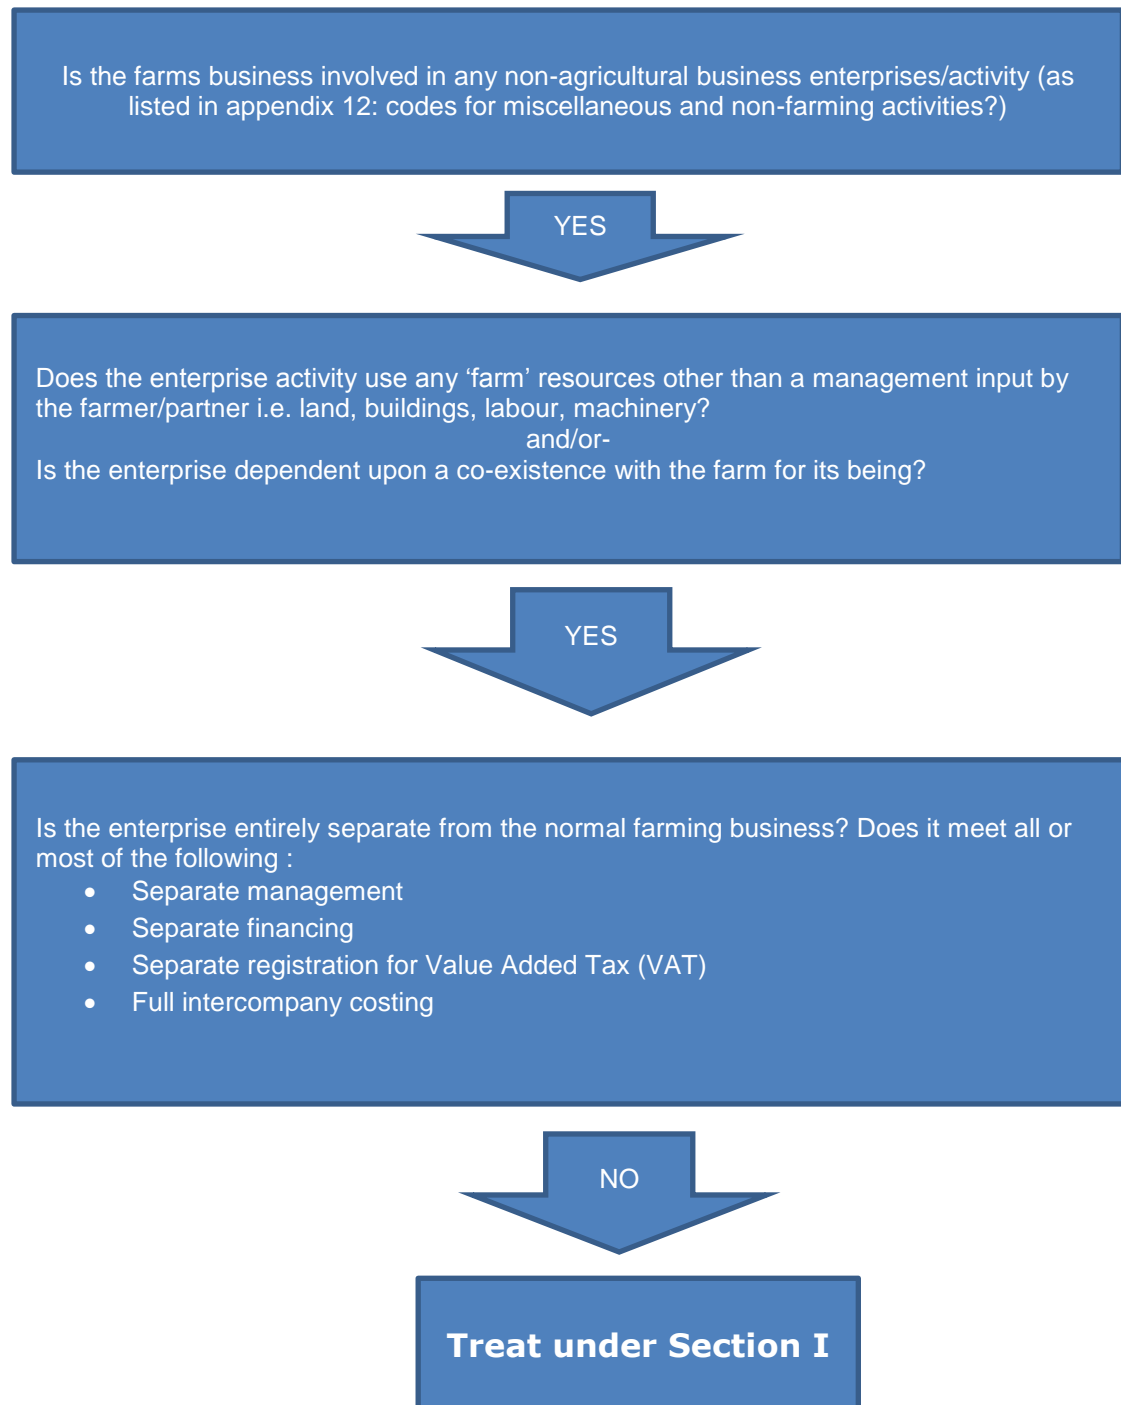 Is the farms business involved in any non-agricultural business enterprises/activity (as
listed in appendix 12: codes for miscellaneous and non-farming activities?)
YES
Does the enterprise activity use any ‘farm’ resources other than a management input by
the farmer/partner i.e. land, buildings, labour, machinery?
and/or-
Is the enterprise dependent upon a co-existence with the farm for its being?
YES
Is the enterprise entirely separate from the normal farming business? Does it meet all or
most of the following :
• Separate management
• Separate financing
• Separate registration for Value Added Tax (VAT)
• Full intercompany costing
NO
Treat under Section I